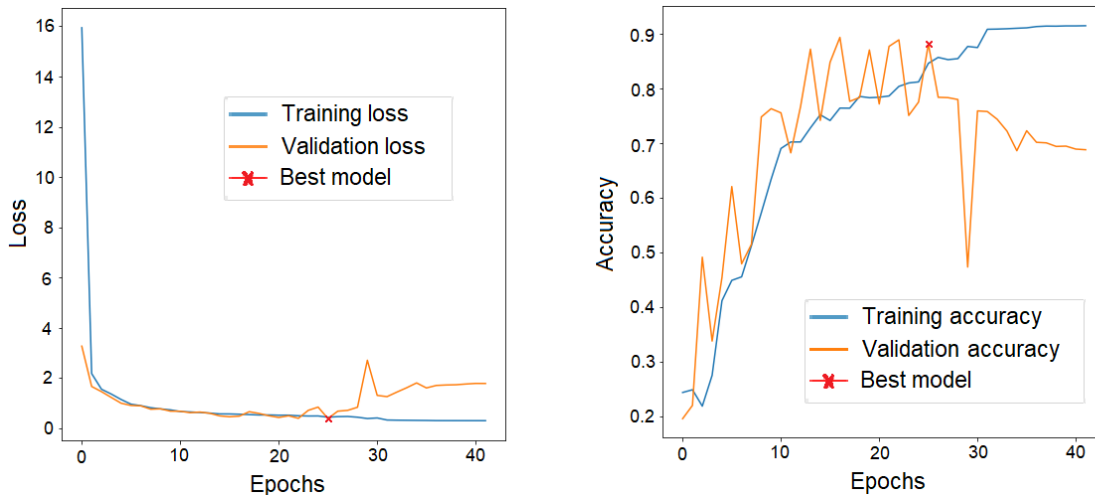 16
14
12
10
8
6
4
2
0
Loss
Training loss
Validation loss
Best model
0 10 20 30 40
Epochs
0.9
0.8
0.7
0.6
0.5
0.4
0.3
0.2
Accuracy
Training accuracy
Validation accuracy
Best model
0 10 20 30 40
Epochs